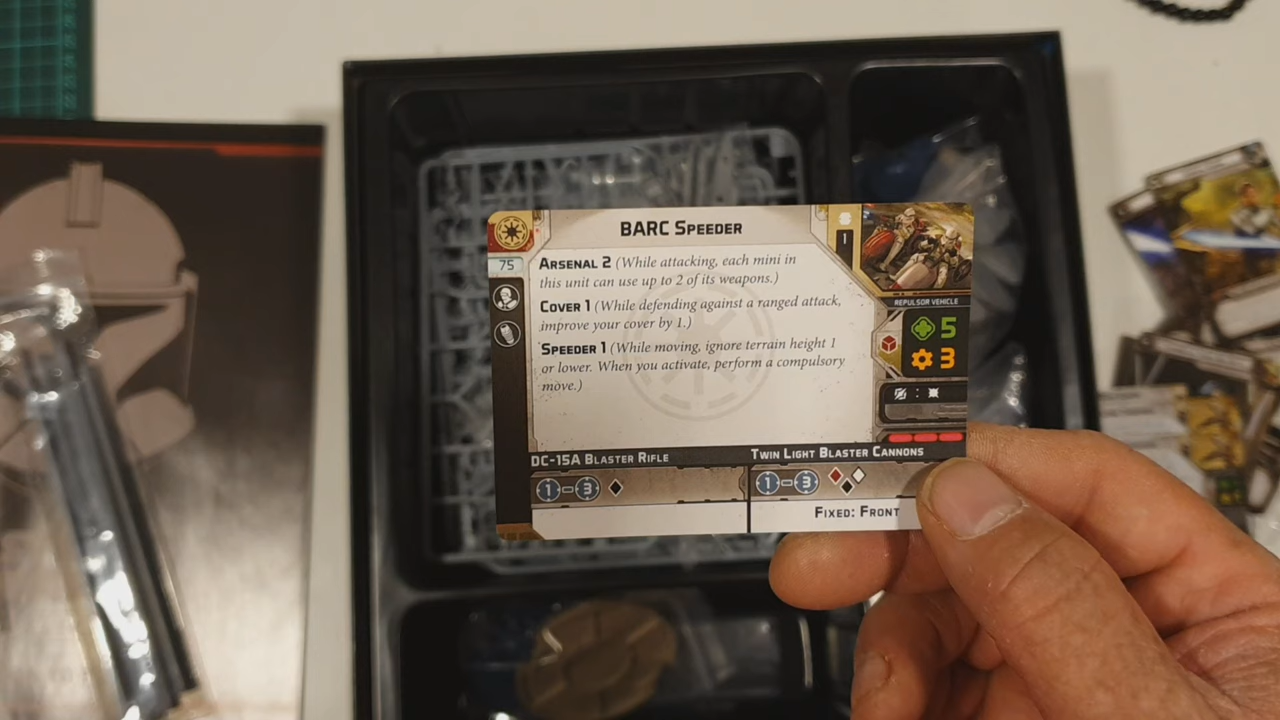 BARC Speeder
1
75
Arsenal 2 (While attacking, each mini in
this unit can use up to 2 of its weapons.)
Cover 1 (While defending against a ranged attack,
improve your cover by 1.)
Speeder 1 (While moving, ignore terrain height 1
or lower. When you activate, perform a compulsory
move.)
Repulsor Vehicle
5
3
:
DC-15A Blaster Rifle
1-3
Twin Light Blaster Cannons
1-3
Fixed: Front